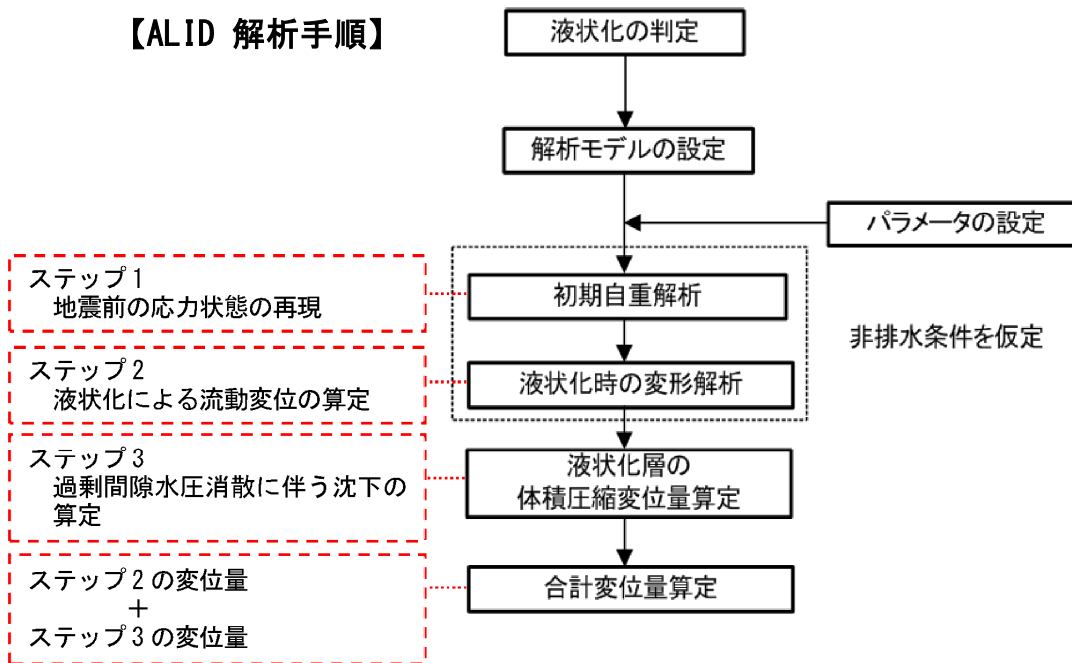 【ALID 解析手順】
液状化の判定
解析モデルの設定
パラメータの設定
ステップ1
地震前の応力状態の再現
初期自重解析
非排水条件を仮定
ステップ2
液状化による流動変位の算定
液状化時の変形解析
ステップ3
過剰間隙水圧消散に伴う沈下の
算定
液状化層の
体積圧縮変位量算定
ステップ2の変位量
+
ステップ3の変位量
合計変位量算定